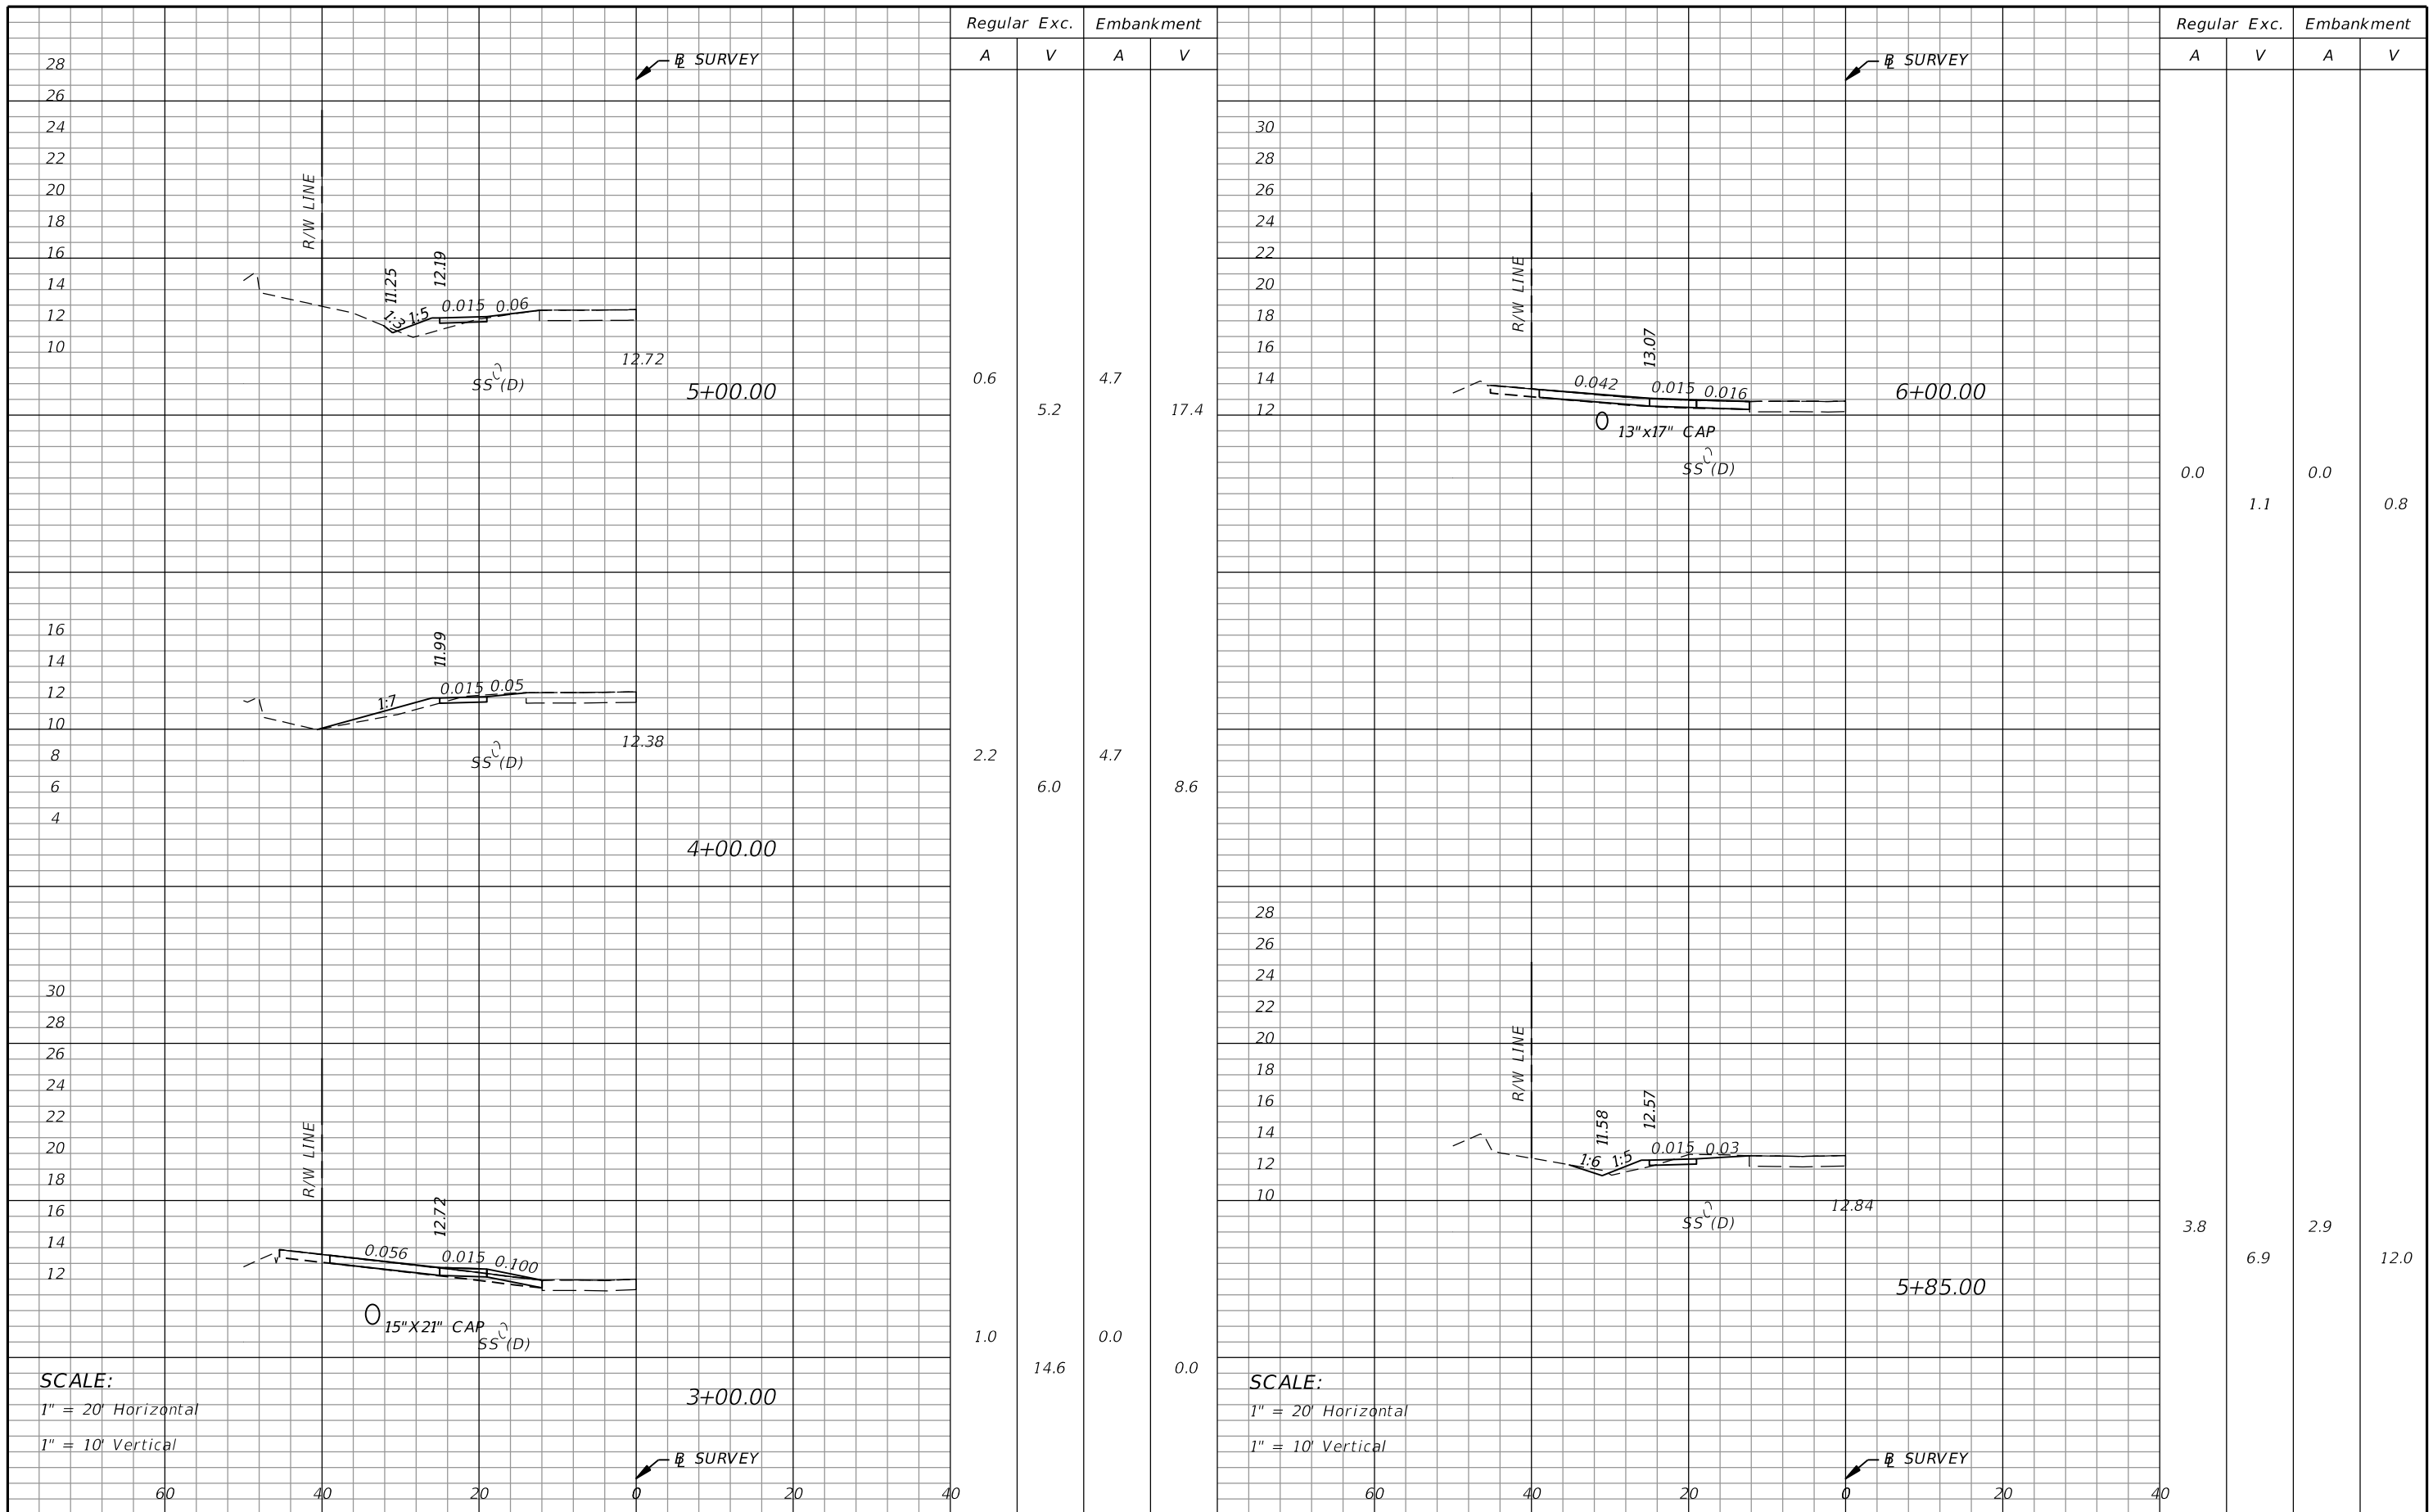 Regular Exc. Embankment
A V A V
B̵L SURVEY
28
26
24
22
20
18
16
14
12
10
R/W LINE
11.25
12.19
1:3
1:5
0.015 0.06
12.72
SS (D)
5+00.00
0.6 4.7
5.2 17.4
16
14
12
10
8
6
4
11.99
1:7
0.015 0.05
12.38
SS (D)
4+00.00
2.2 4.7
6.0 8.6
30
28
26
24
22
20
18
16
14
12
R/W LINE
12.72
0.056 0.015 0.100
15"X21" CAP
SS (D)
1.0 0.0
14.6 0.0
3+00.00
SCALE:
1" = 20' Horizontal
1" = 10' Vertical
BL SURVEY
60 40 20 0 20 40
Regular Exc. Embankment
A V A V
BL SURVEY
30
28
26
24
22
20
18
16
14
12
R/W LINE
13.07
0.042 0.015 0.016
13"x17" CAP
SS (D)
6+00.00
0.0 0.0
1.1 0.8
28
26
24
22
20
18
16
14
12
10
R/W LINE
11.58
12.57
1:6
1:5
0.015 0.03
12.84
SS (D)
3.8 2.9
6.9 12.0
5+85.00
SCALE:
1" = 20' Horizontal
1" = 10' Vertical
BL SURVEY
60 40 20 0 20 40